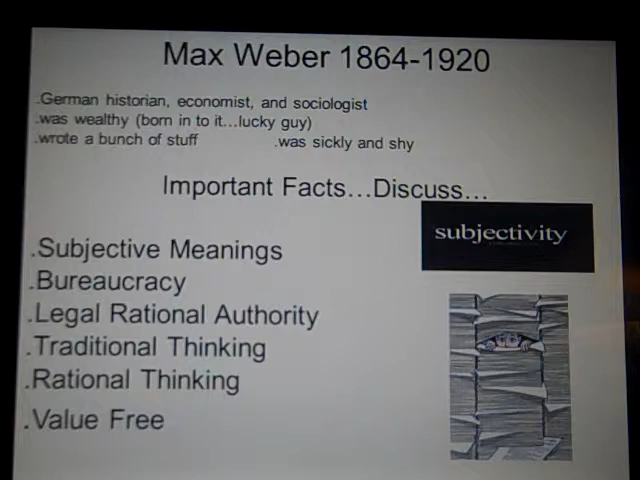 Max Weber 1864-1920
.German historian, economist, and sociologist
.was wealthy (born in to it...lucky guy)
.wrote a bunch of stuff .was sickly and shy
Important Facts...Discuss...
subjectivity
.Subjective Meanings
.Bureaucracy
.Legal Rational Authority
.Traditional Thinking
.Rational Thinking
.Value Free